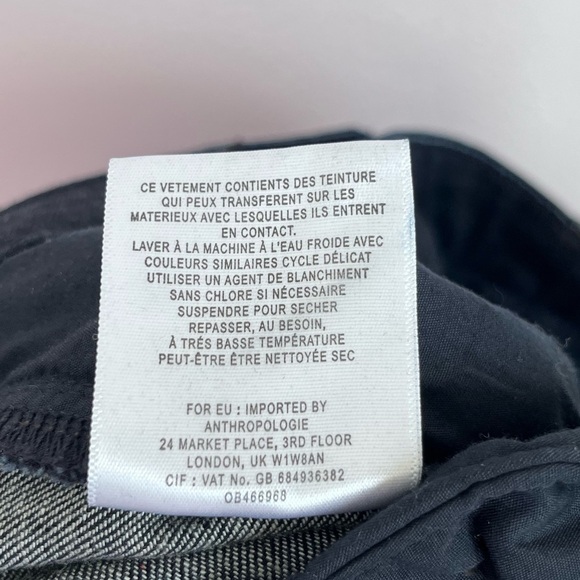 CE VETEMENT CONTIENTS DES TEINTURE
QUI PEUX TRANSFERENT SUR LES
MATERIEUX AVEC LESQUELLES ILS ENTRENT
EN CONTACT.
LAVER À LA MACHINE À L'EAU FROIDE AVEC
COULEURS SIMILAIRES CYCLE DÉLICAT
UTILISER UN AGENT DE BLANCHIMENT
SANS CHLORE SI NÉCESSAIRE
SUSPENDRE POUR SECHER
REPASSER, AU BESOIN,
À TRÉS BASSE TEMPÉRATURE
PEUT-ÊTRE ÊTRE NETTOYÉE SEC
FOR EU : IMPORTED BY
ANTHROPOLOGIE
24 MARKET PLACE, 3RD FLOOR
LONDON, UK W1W8AN
CIF : VAT No. GB 684936382
OB466968